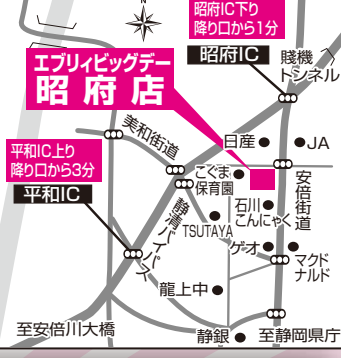 昭府IC下り
降り口から1分
昭府IC
賤機
トンネル
エブリィビッグデー
昭府店
美和街道
日産
JA
平和IC上り
降り口から3分
平和IC
こぐま
保育園
安倍街道
石川
こんにゃく
静清バイパス
TSUTAYA
ゲオ
マクド
ナルド
龍上中
至安倍川大橋
静銀
至静岡県庁